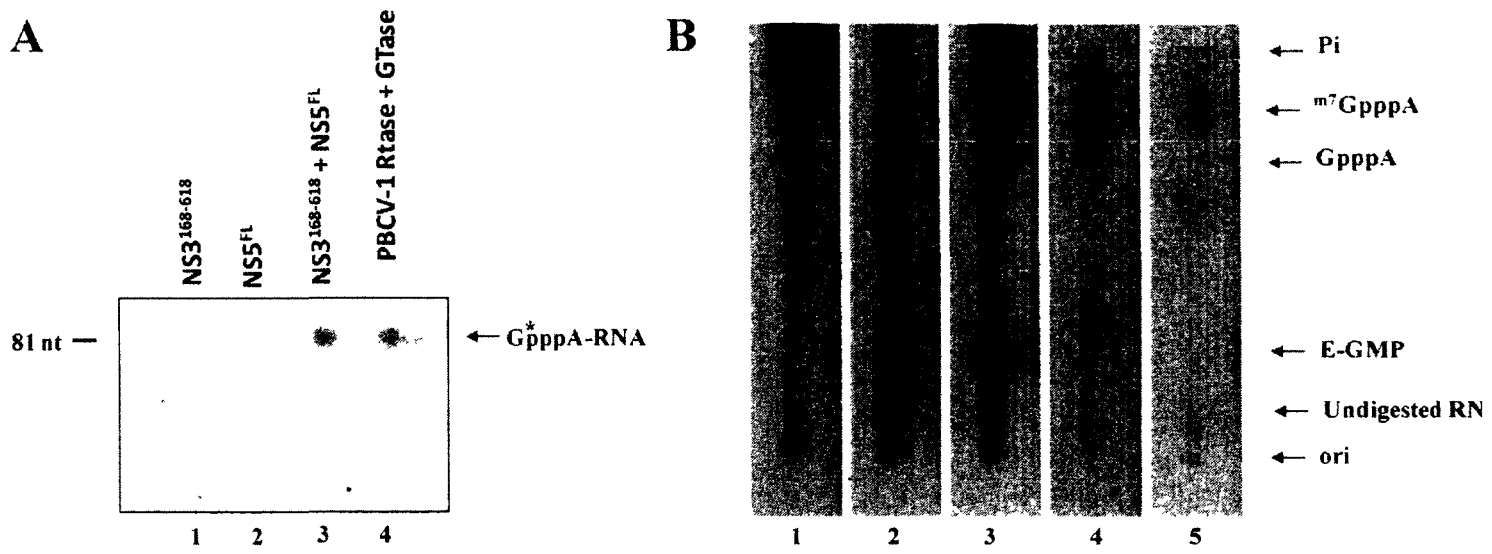 A
NS3168-618
NS5FL
NS3168-618 + NS5FL
PBCV-1 Rtase + GTase
81 nt
G*pppA-RNA
1 2 3 4
B
Pi
m7GpppA
GpppA
E-GMP
Undigested RN
ori
1 2 3 4 5